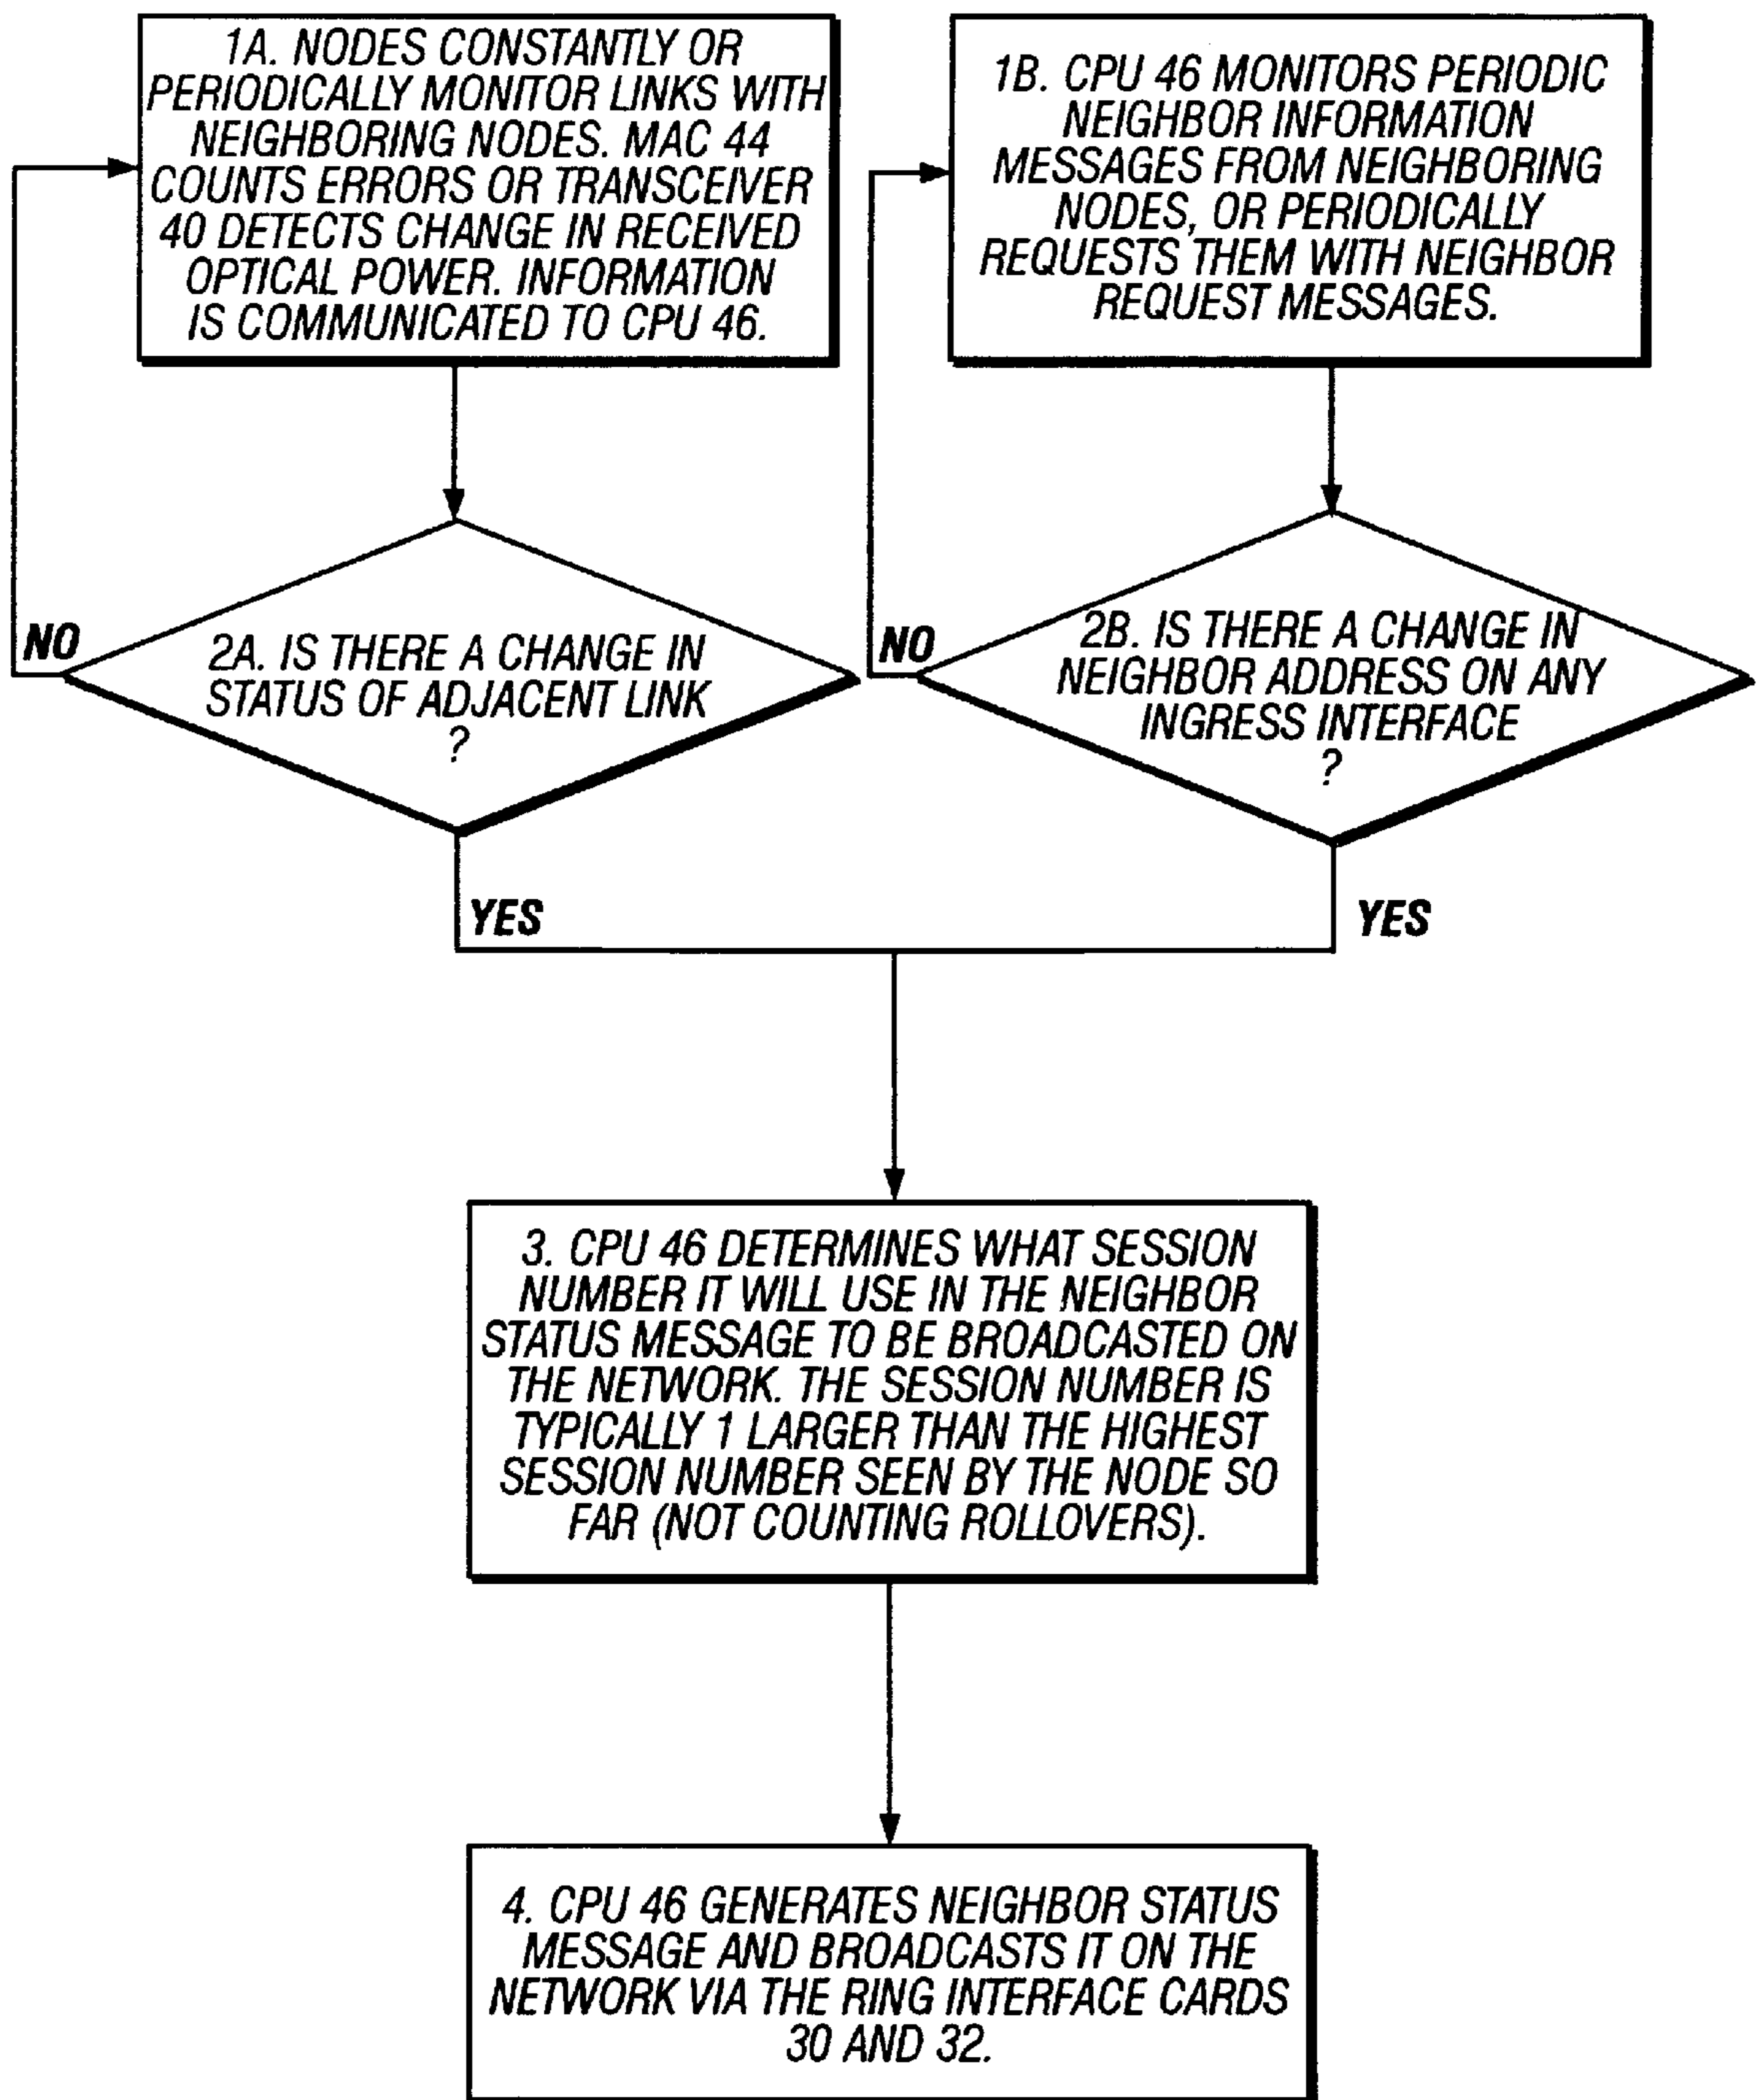 1A. NODES CONSTANTLY OR
PERIODICALLY MONITOR LINKS WITH
NEIGHBORING NODES. MAC 44
COUNTS ERRORS OR TRANSCEIVER
40 DETECTS CHANGE IN RECEIVED
OPTICAL POWER. INFORMATION
IS COMMUNICATED TO CPU 46.
1B. CPU 46 MONITORS PERIODIC
NEIGHBOR INFORMATION
MESSAGES FROM NEIGHBORING
NODES, OR PERIODICALLY
REQUESTS THEM WITH NEIGHBOR
REQUEST MESSAGES.
NO
2A. IS THERE A CHANGE IN
STATUS OF ADJACENT LINK
?
YES
NO
2B. IS THERE A CHANGE IN
NEIGHBOR ADDRESS ON ANY
INGRESS INTERFACE
?
YES
3. CPU 46 DETERMINES WHAT SESSION
NUMBER IT WILL USE IN THE NEIGHBOR
STATUS MESSAGE TO BE BROADCASTED ON
THE NETWORK. THE SESSION NUMBER IS
TYPICALLY 1 LARGER THAN THE HIGHEST
SESSION NUMBER SEEN BY THE NODE SO
FAR (NOT COUNTING ROLLOVERS).
4. CPU 46 GENERATES NEIGHBOR STATUS
MESSAGE AND BROADCASTS IT ON THE
NETWORK VIA THE RING INTERFACE CARDS
30 AND 32.